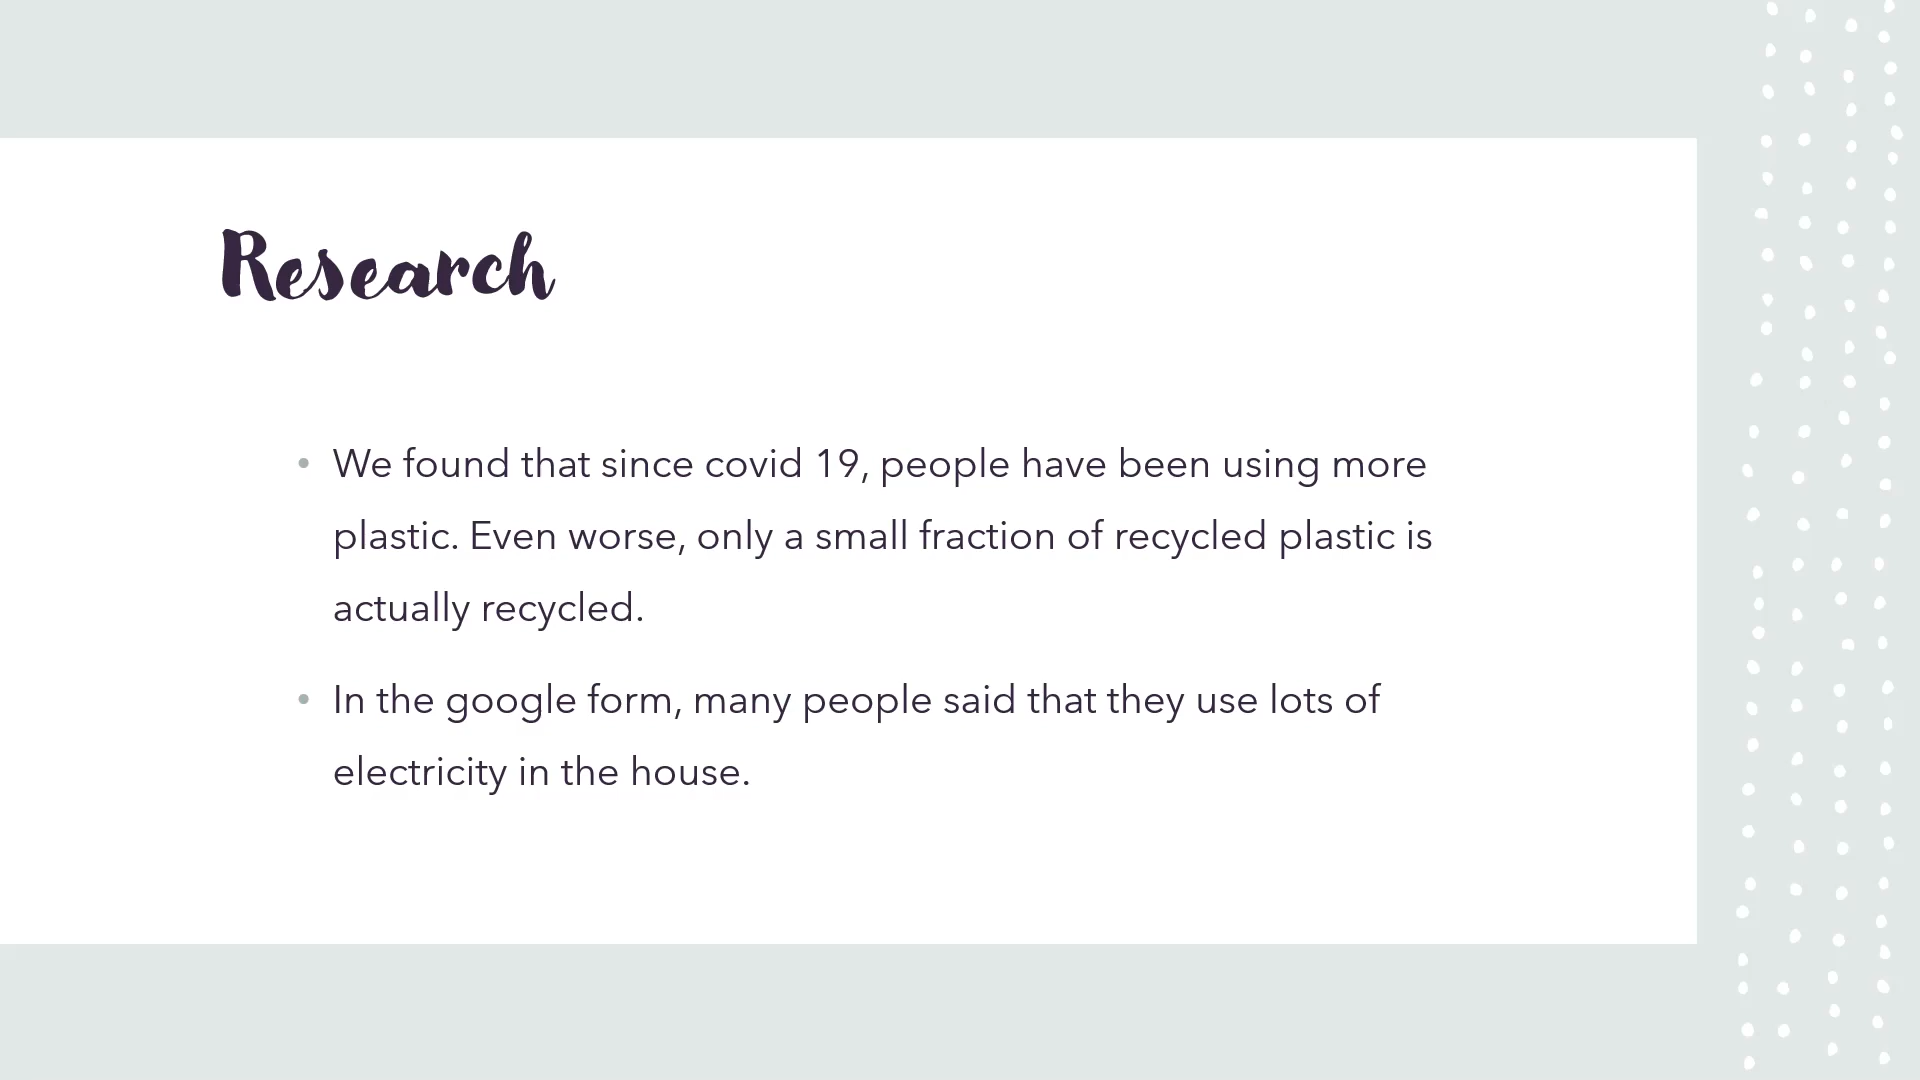 Research
• We found that since covid 19, people have been using more
plastic. Even worse, only a small fraction of recycled plastic is
actually recycled.
• In the google form, many people said that they use lots of
electricity in the house.